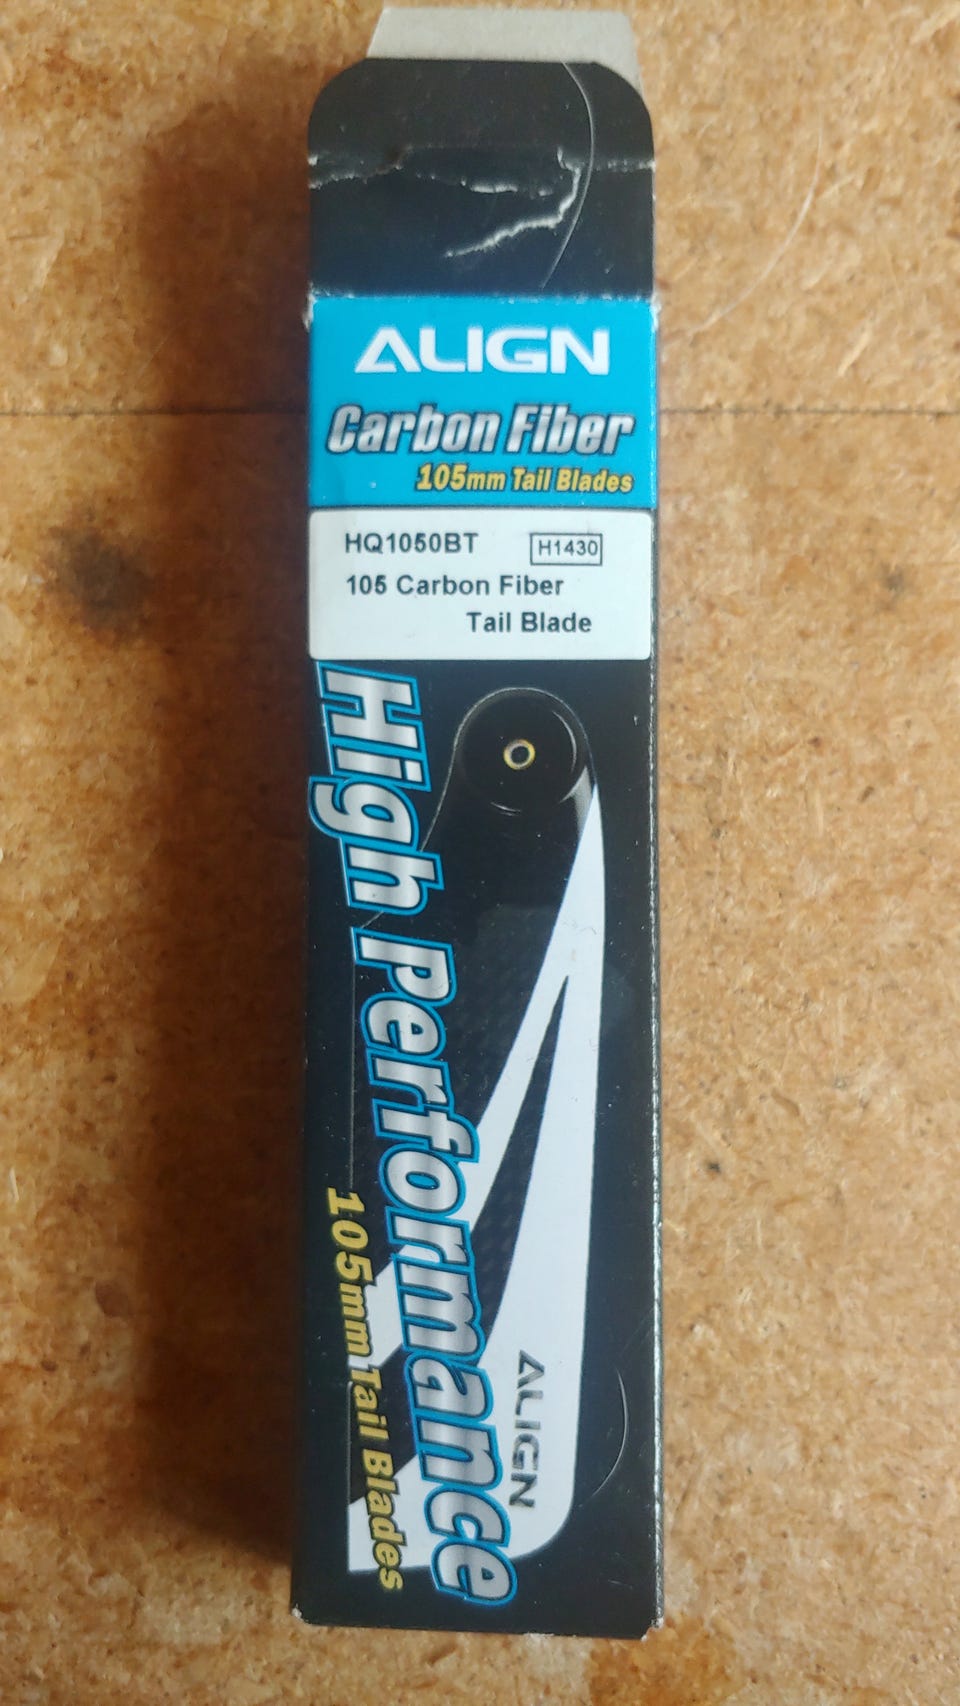 ALIGN
Carbon Fiber
105mm Tail Blades
HQ1050BT H1430
105 Carbon Fiber
Tail Blade
High Performance
105mm Tail Blades
ALIGN